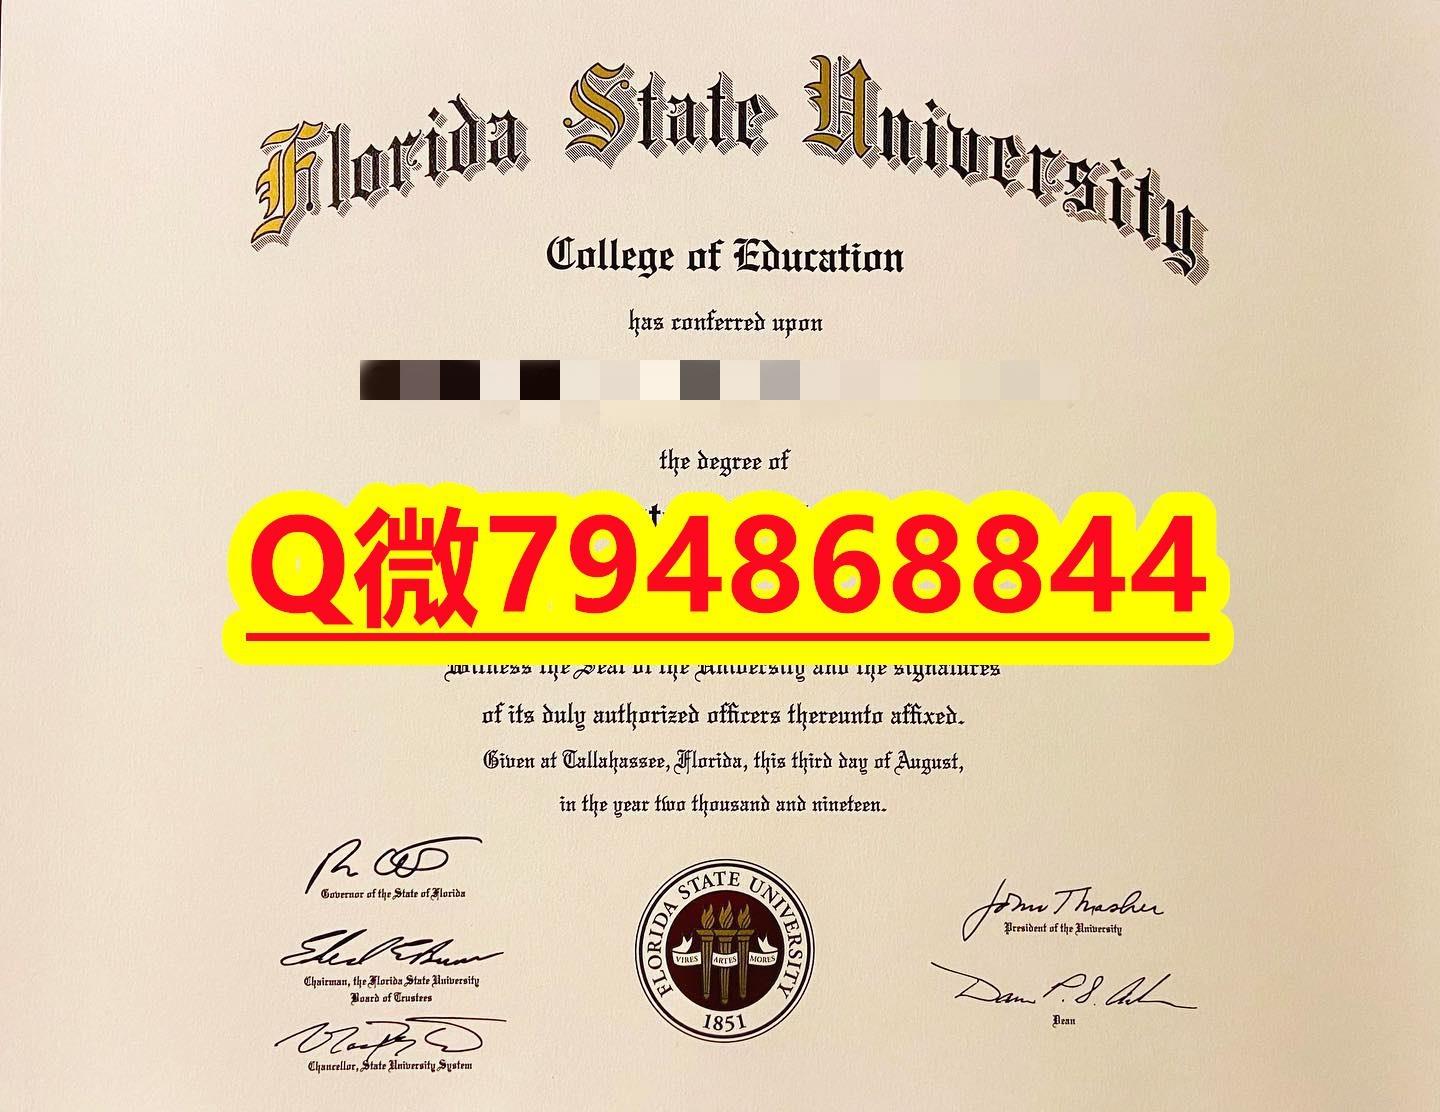 Florida State University
College of Education
has conferred upon
the degree of
Q微794868844
Witness the Seal of the University and the signatures
of its duly authorized officers thereunto affixed.
Given at Tallahassee, Florida, this third day of August,
in the year two thousand and nineteen.
Governor of the State of Florida
Chairman, the Florida State University
Board of Trustees
Chancellor, State University System
FLORIDA STATE UNIVERSITY
VIRES ARTES MORES
1851
John Thrasher
President of the University
Dean